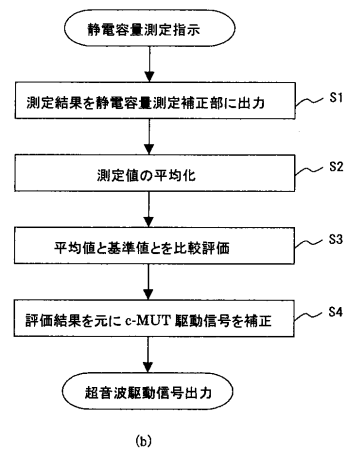 静電容量測定指示
測定結果を静電容量測定補正部に出力
S1
測定値の平均化
S2
平均値と基準値とを比較評価
S3
評価結果を元に c-MUT 駆動信号を補正
S4
超音波駆動信号出力
(b)